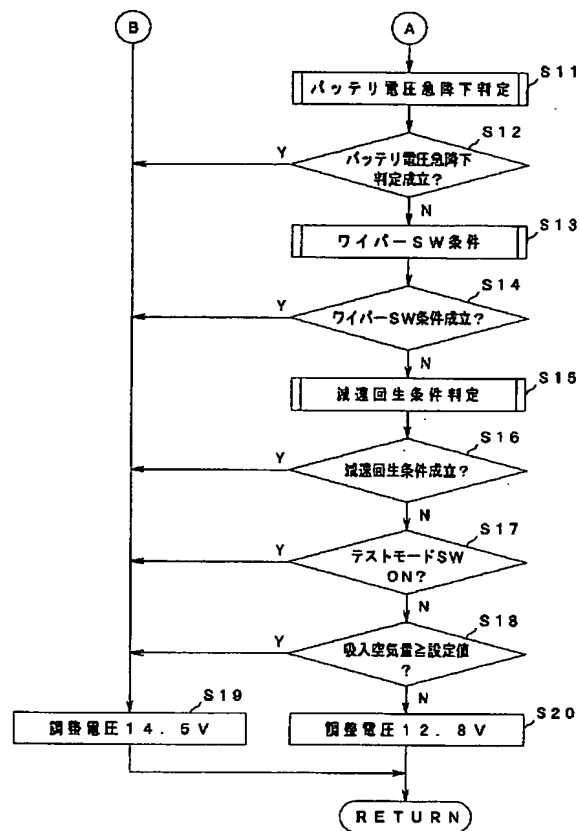 B
A
S11
バッテリ電圧急降下判定
S12
Y
バッテリ電圧急降下
判定成立?
N
S13
ワイパーSW条件
S14
Y
ワイパーSW条件成立?
N
S15
減速回生条件判定
S16
Y
減速回生条件成立?
N
S17
Y
テストモードSW
ON?
N
S18
Y
吸入空気量≧設定値
?
N
S19
調整電圧14.5V
S20
調整電圧12.8V
RETURN